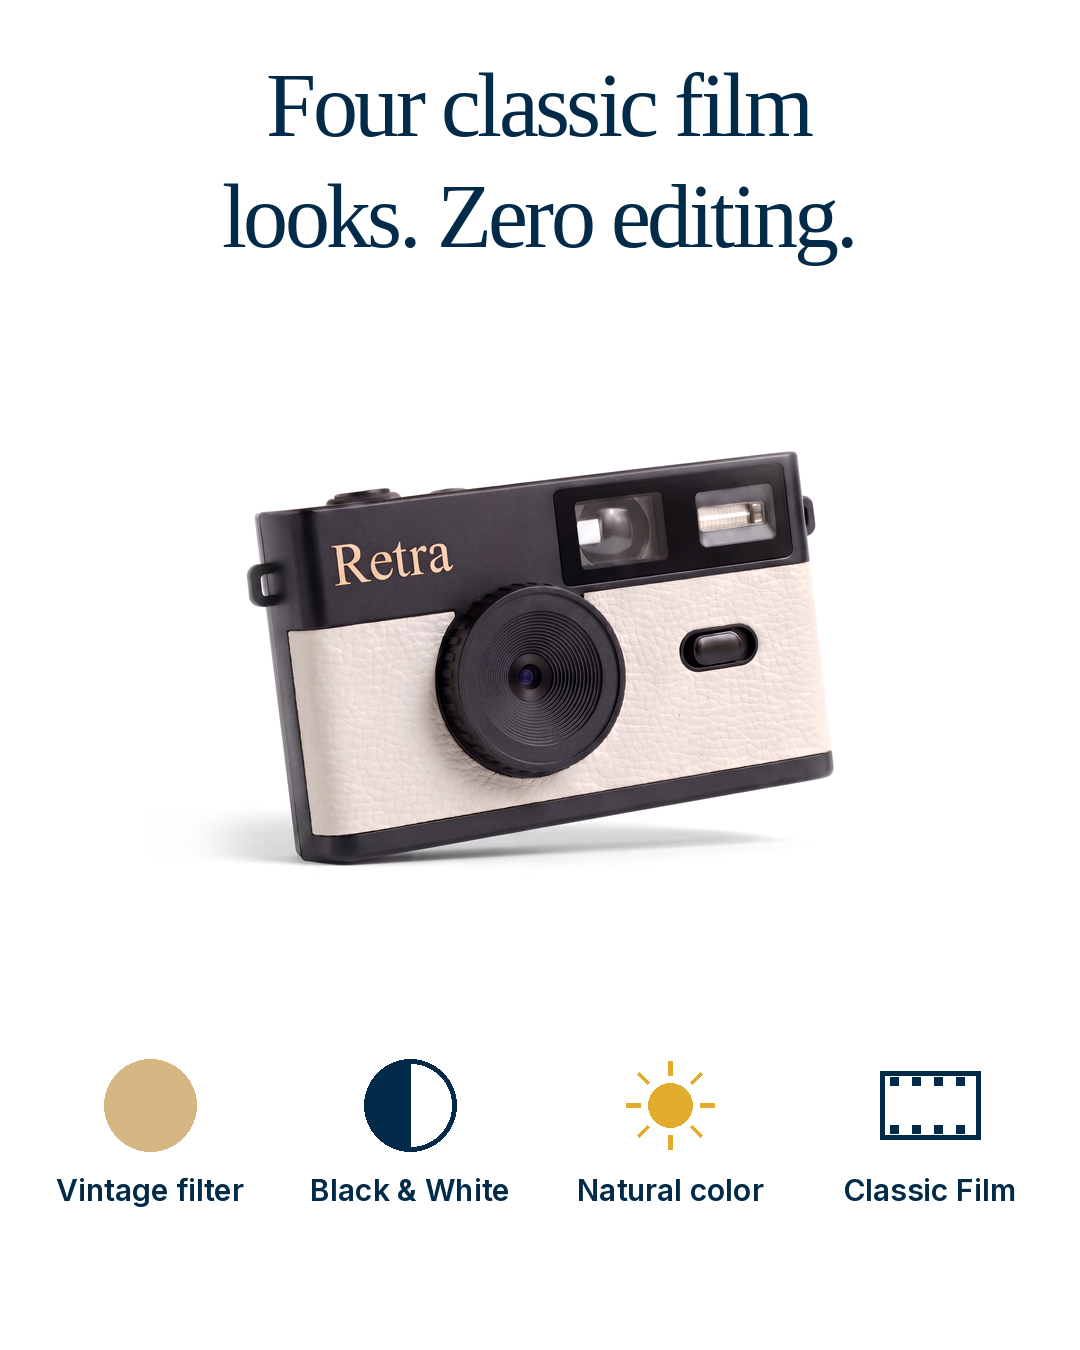 Four classic film
looks. Zero editing.
Retra
Vintage filter
Black & White
Natural color
Classic Film